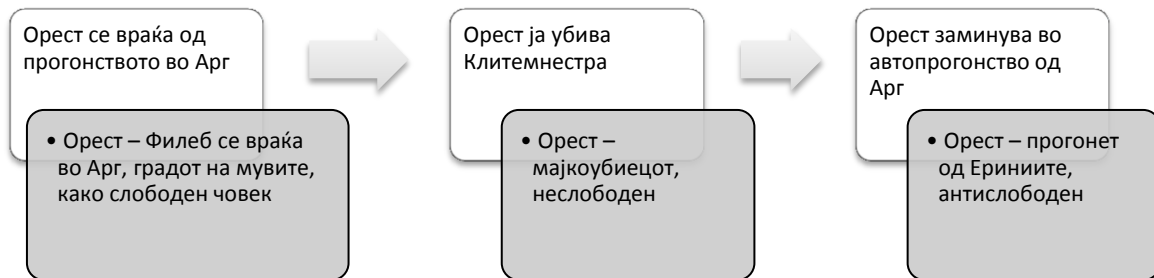 Орест се враќа од
прогонството во Арг
• Орест – Филеб се враќа
во Арг, градот на мувите,
како слободен човек
Орест ја убива
Клитемнестра
• Орест –
мајкоубиецот,
неслободен
Орест заминува во
автопрогонство од
Арг
• Орест – прогонет
од Ериниите,
антислободен